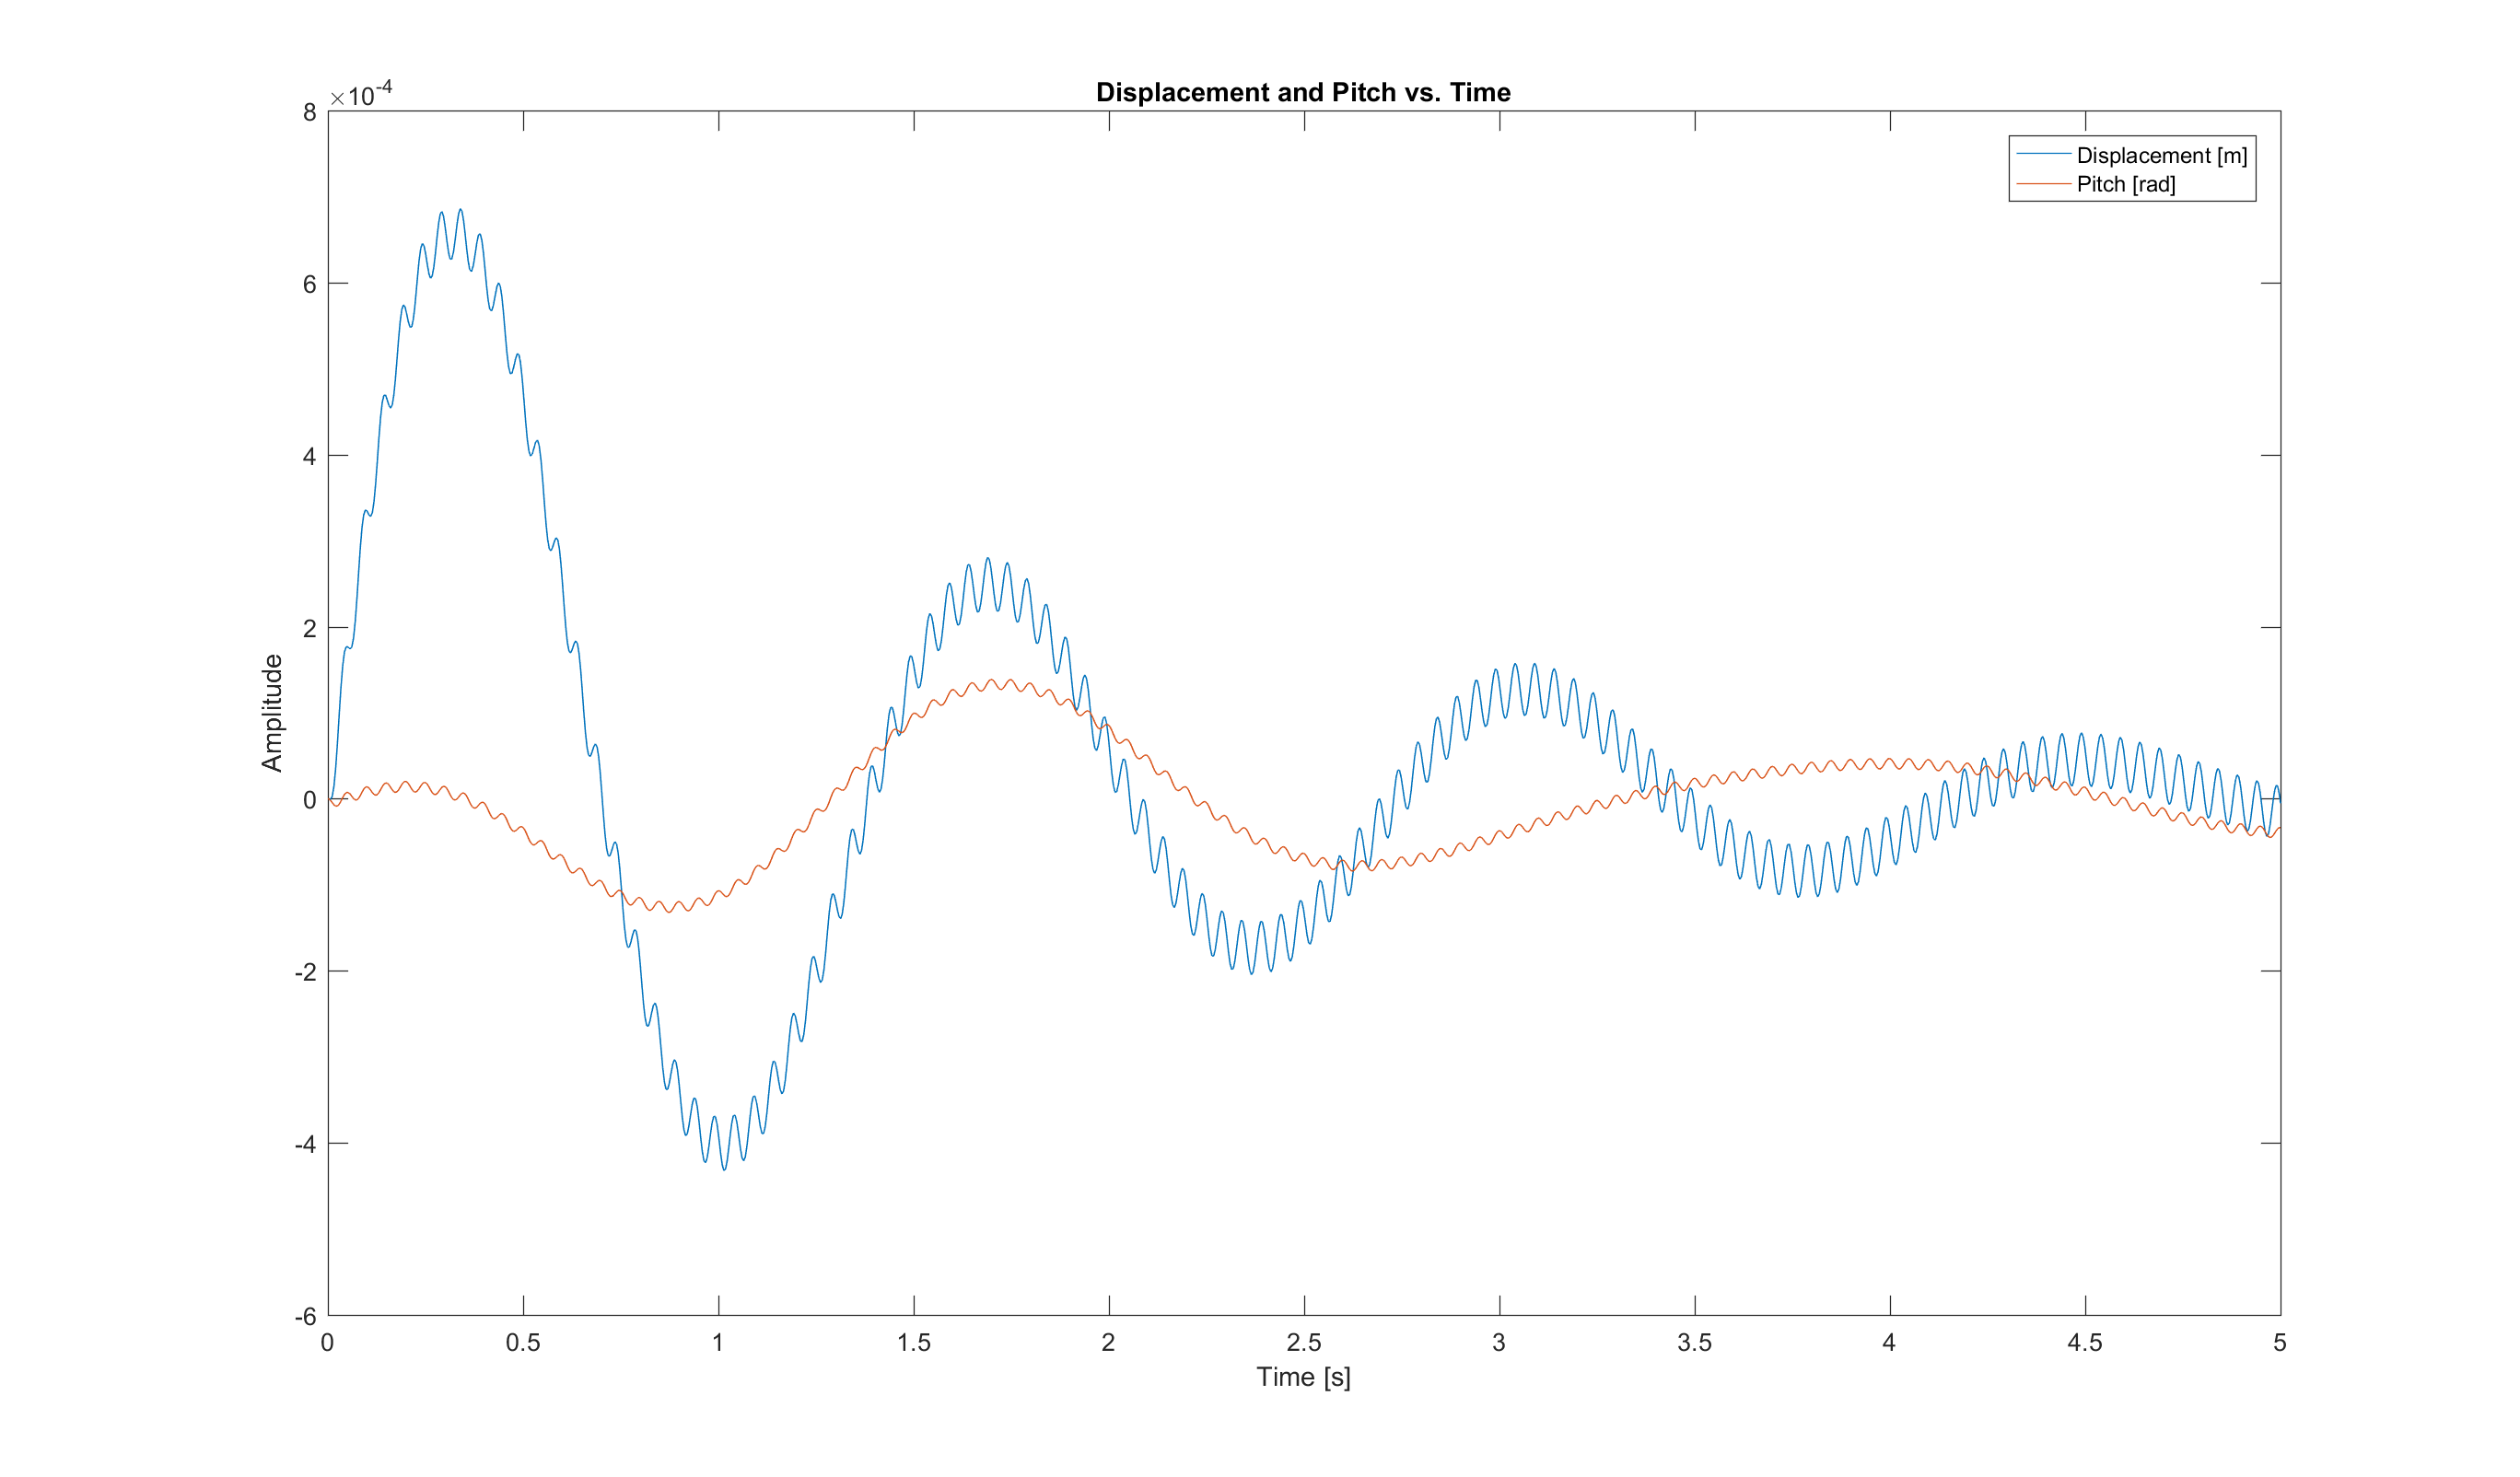 Displacement and Pitch vs. Time
×10-4
8
6
4
2
0
-2
-4
-6
Amplitude
0 0.5 1 1.5 2 2.5 3 3.5 4 4.5 5
Time [s]
Displacement [m]
Pitch [rad]